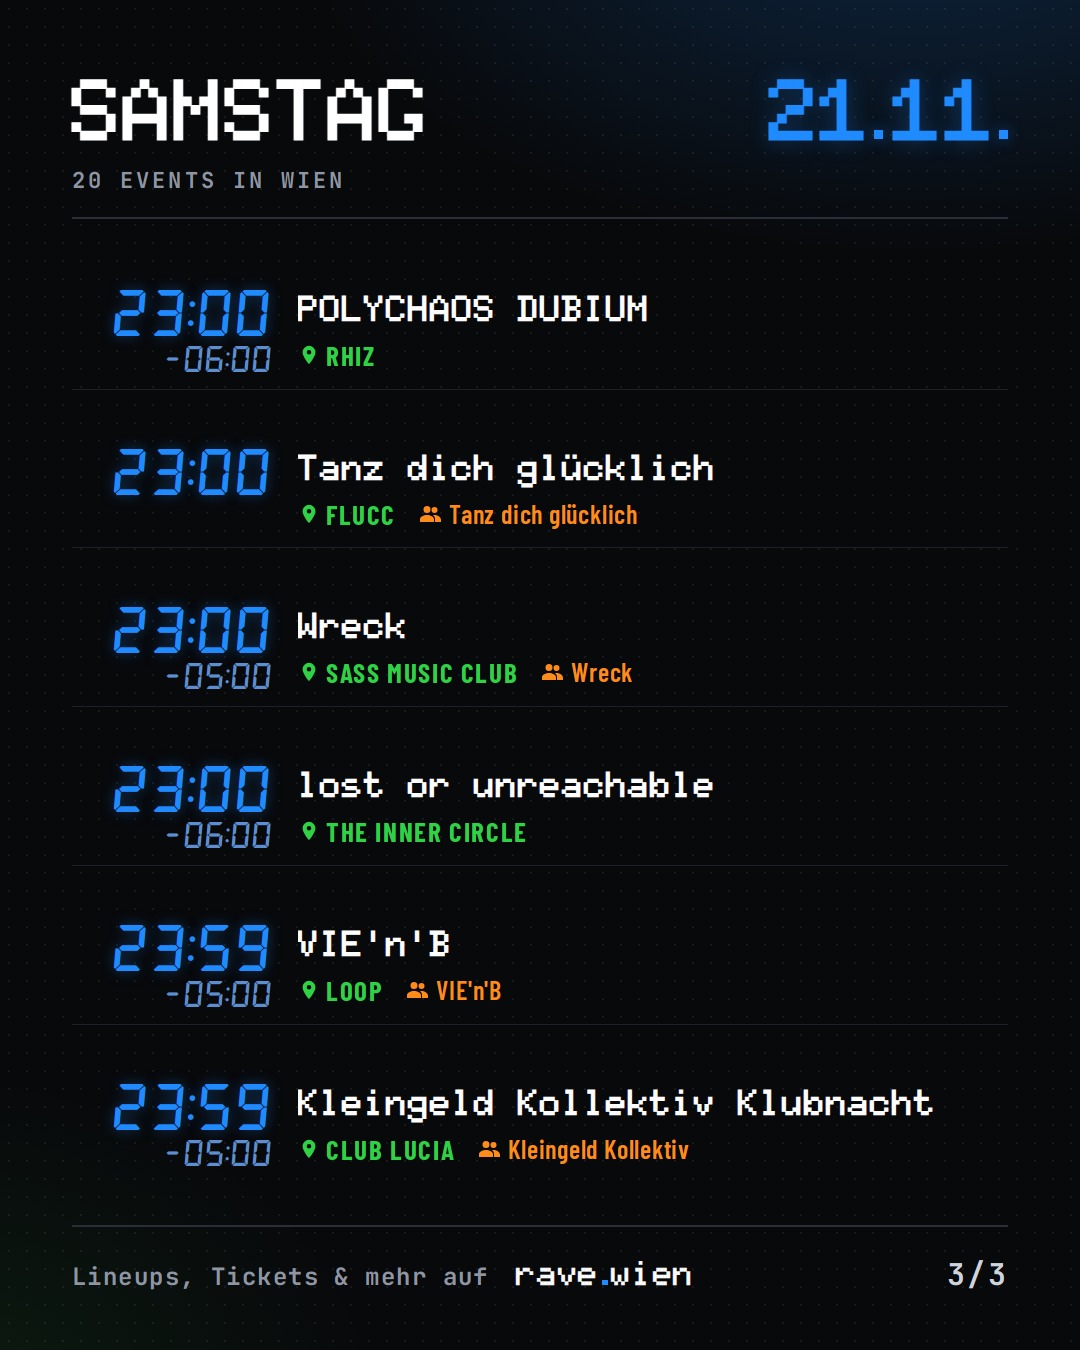 SAMSTAG 21.11.
20 EVENTS IN WIEN
23:00 POLYCHAOS DUBIUM
-06:00 RHIZ
23:00 Tanz dich glücklich
FLUCC Tanz dich glücklich
23:00 Wreck
-05:00 SASS MUSIC CLUB Wreck
23:00 lost or unreachable
-06:00 THE INNER CIRCLE
23:59 VIE'n'B
-05:00 LOOP VIE'n'B
23:59 Kleingeld Kollektiv Klubnacht
-05:00 CLUB LUCIA Kleingeld Kollektiv
Lineups, Tickets & mehr auf rave.wien 3/3